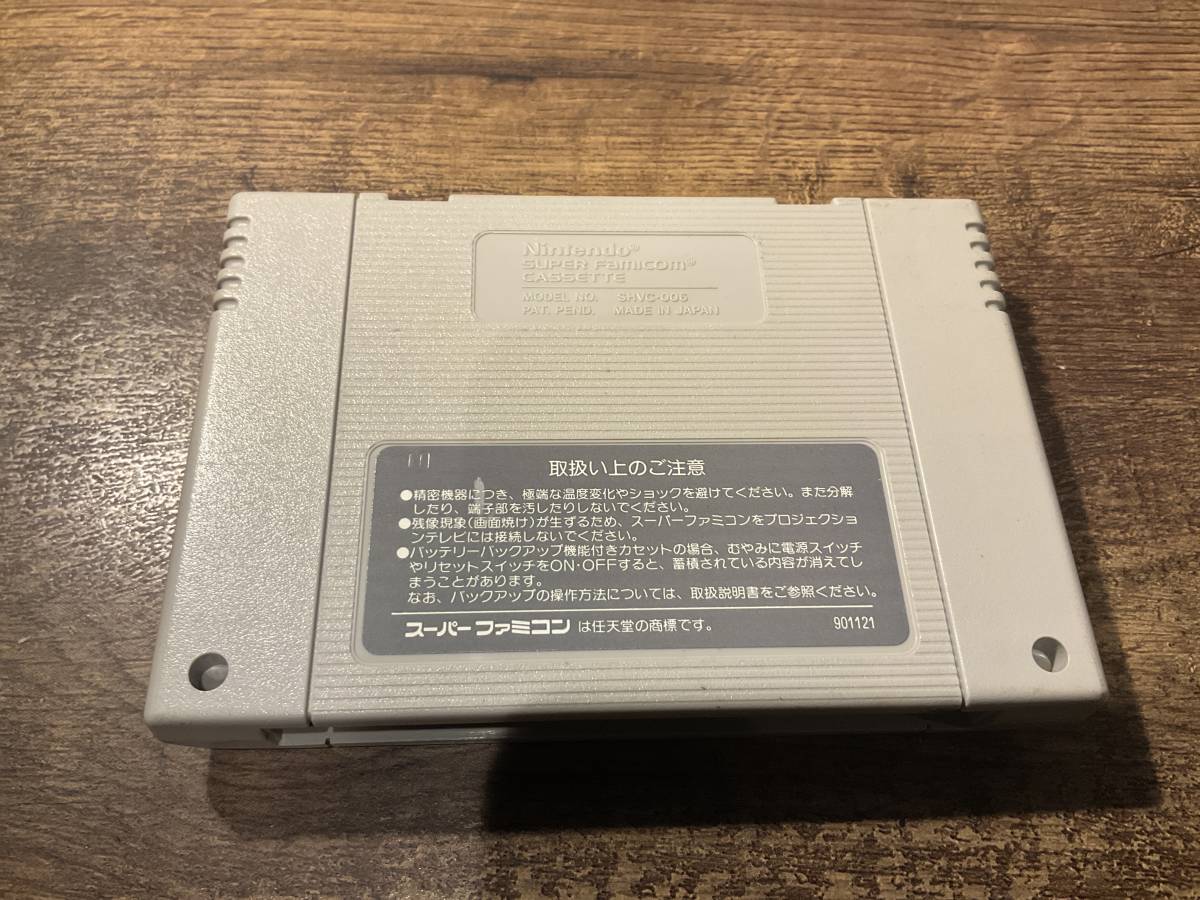 Nintendo®
SUPER Famicom®
CASSETTE
MODEL NO. SHVC-006
PAT. PEND. MADE IN JAPAN
取扱い上のご注意
●精密機器につき、極端な温度変化やショックを避けてください。また分解
したり、端子部を汚したりしないでください。
●残像現象(画面焼け)が生ずるため、スーパーファミコンをプロジェクショ
ンテレビには接続しないでください。
●バッテリーバックアップ機能付きカセットの場合、むやみに電源スイッチ
やリセットスイッチをON・OFFすると、蓄積されている内容が消えてし
まうことがあります。
なお、バックアップの操作方法については、取扱説明書をご参照ください。
スーパーファミコン は任天堂の商標です。 901121